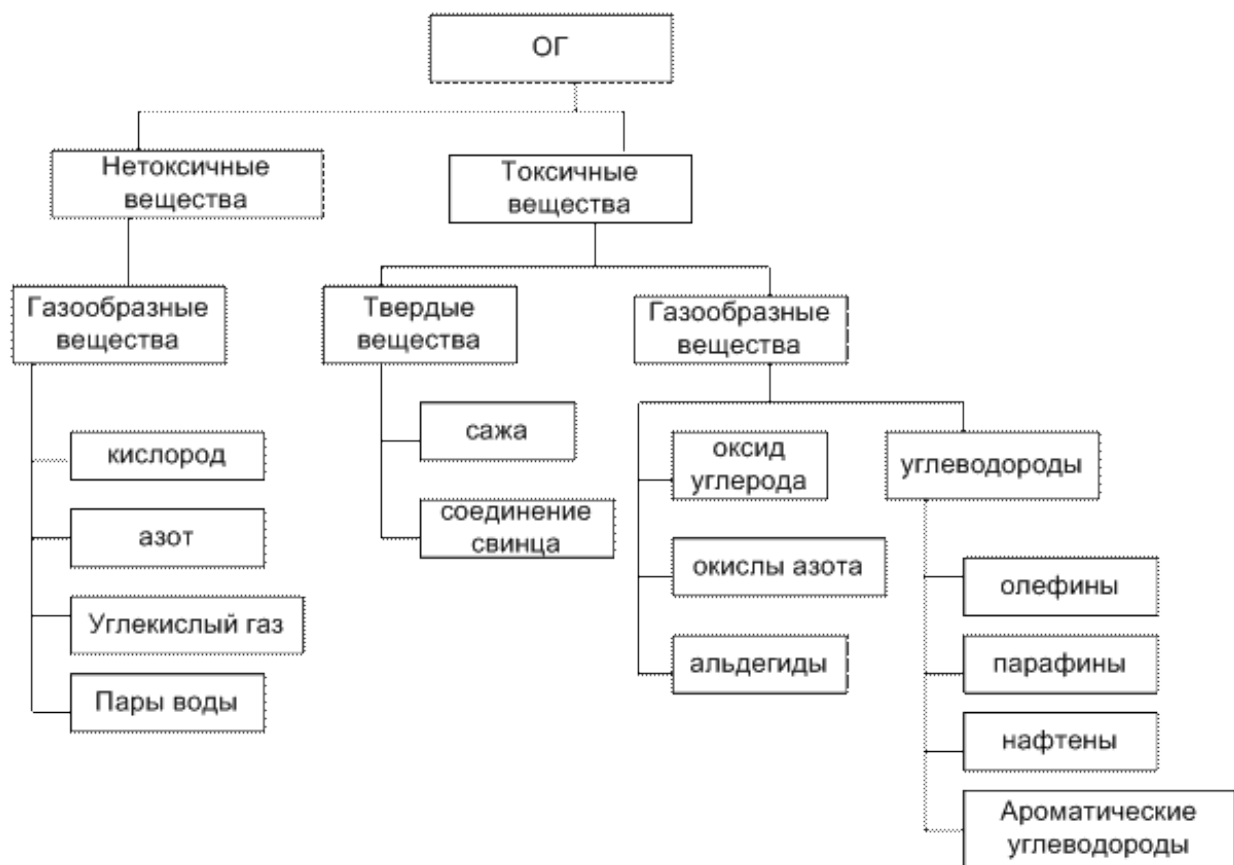 ОГ
Нетоксичные
вещества
Токсичные
вещества
Газообразные
вещества
Твердые
вещества
Газообразные
вещества
кислород
азот
Углекислый газ
Пары воды
сажа
соединение
свинца
оксид
углерода
окислы азота
альдегиды
углеводороды
олефины
парафины
нафтены
Ароматические
углеводороды